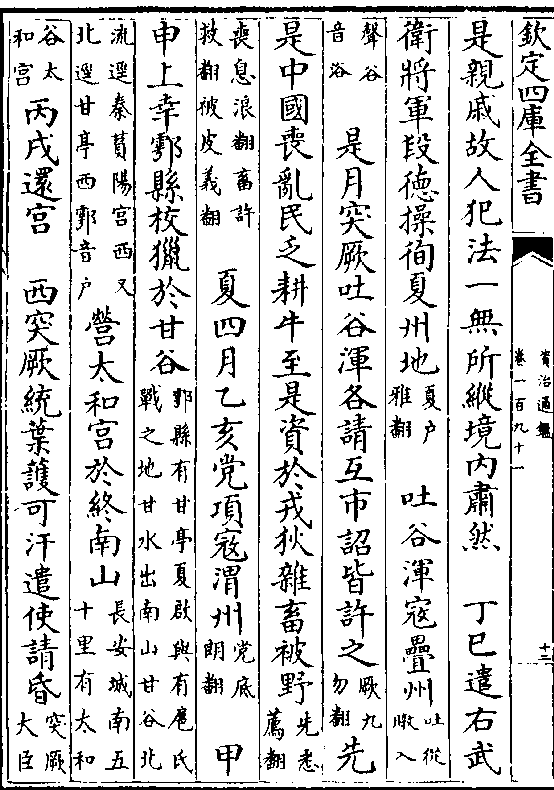 欽定四庫全書
資治通鑑
卷一百九十一
十三
是親戚故人犯法一無所縱境内肅然　丁巳遣右武
衛將軍段德操徇夏州地夏户雅翻　吐谷渾寇疊州吐從暾入
聲谷音浴　是月突厥吐谷渾各請互市詔皆許之厥九勿翻先
是中國喪亂民乏耕牛至是資於戎狄雜畜被野先悉薦翻
喪息浪翻畜許救翻被皮義翻　夏四月乙亥党項寇渭州党底朗翻　甲
申上幸鄠縣校獵於甘谷鄠縣有甘亭夏啟與有扈氏戰之地甘水出南山甘谷北
流逕秦萯陽宫西又北逕甘亭西鄠音户營太和宫於終南山長安城南五十里有太和
谷太和宫　丙戌還宫　西突厥統葉護可汗遣使請昏突厥大臣